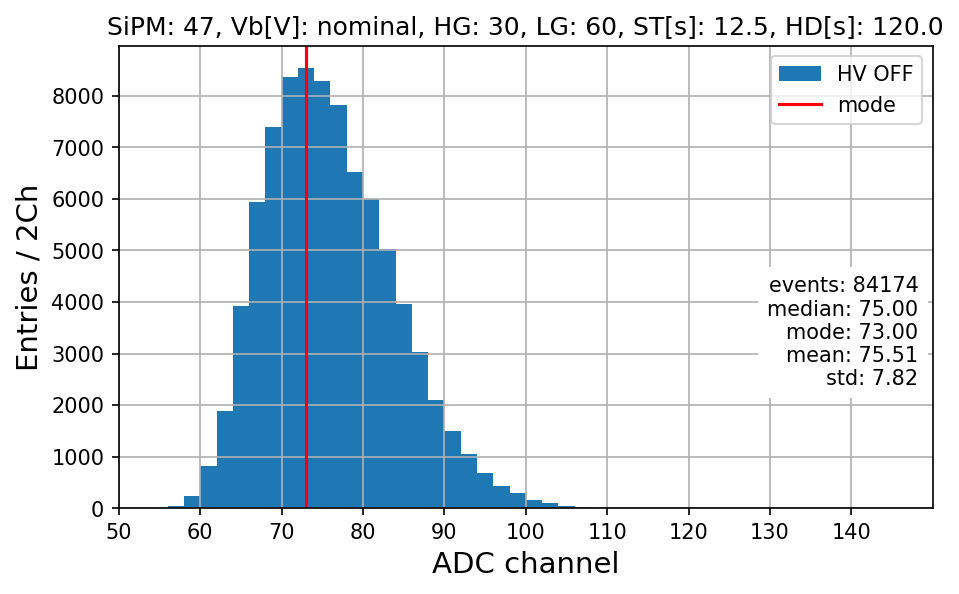 SiPM: 47, Vb[V]: nominal, HG: 30, LG: 60, ST[s]: 12.5, HD[s]: 120.0
HV OFF
mode
8000
7000
6000
5000
4000
3000
2000
1000
0
Entries / 2Ch
events: 84174
median: 75.00
mode: 73.00
mean: 75.51
std: 7.82
50 60 70 80 90 100 110 120 130 140
ADC channel